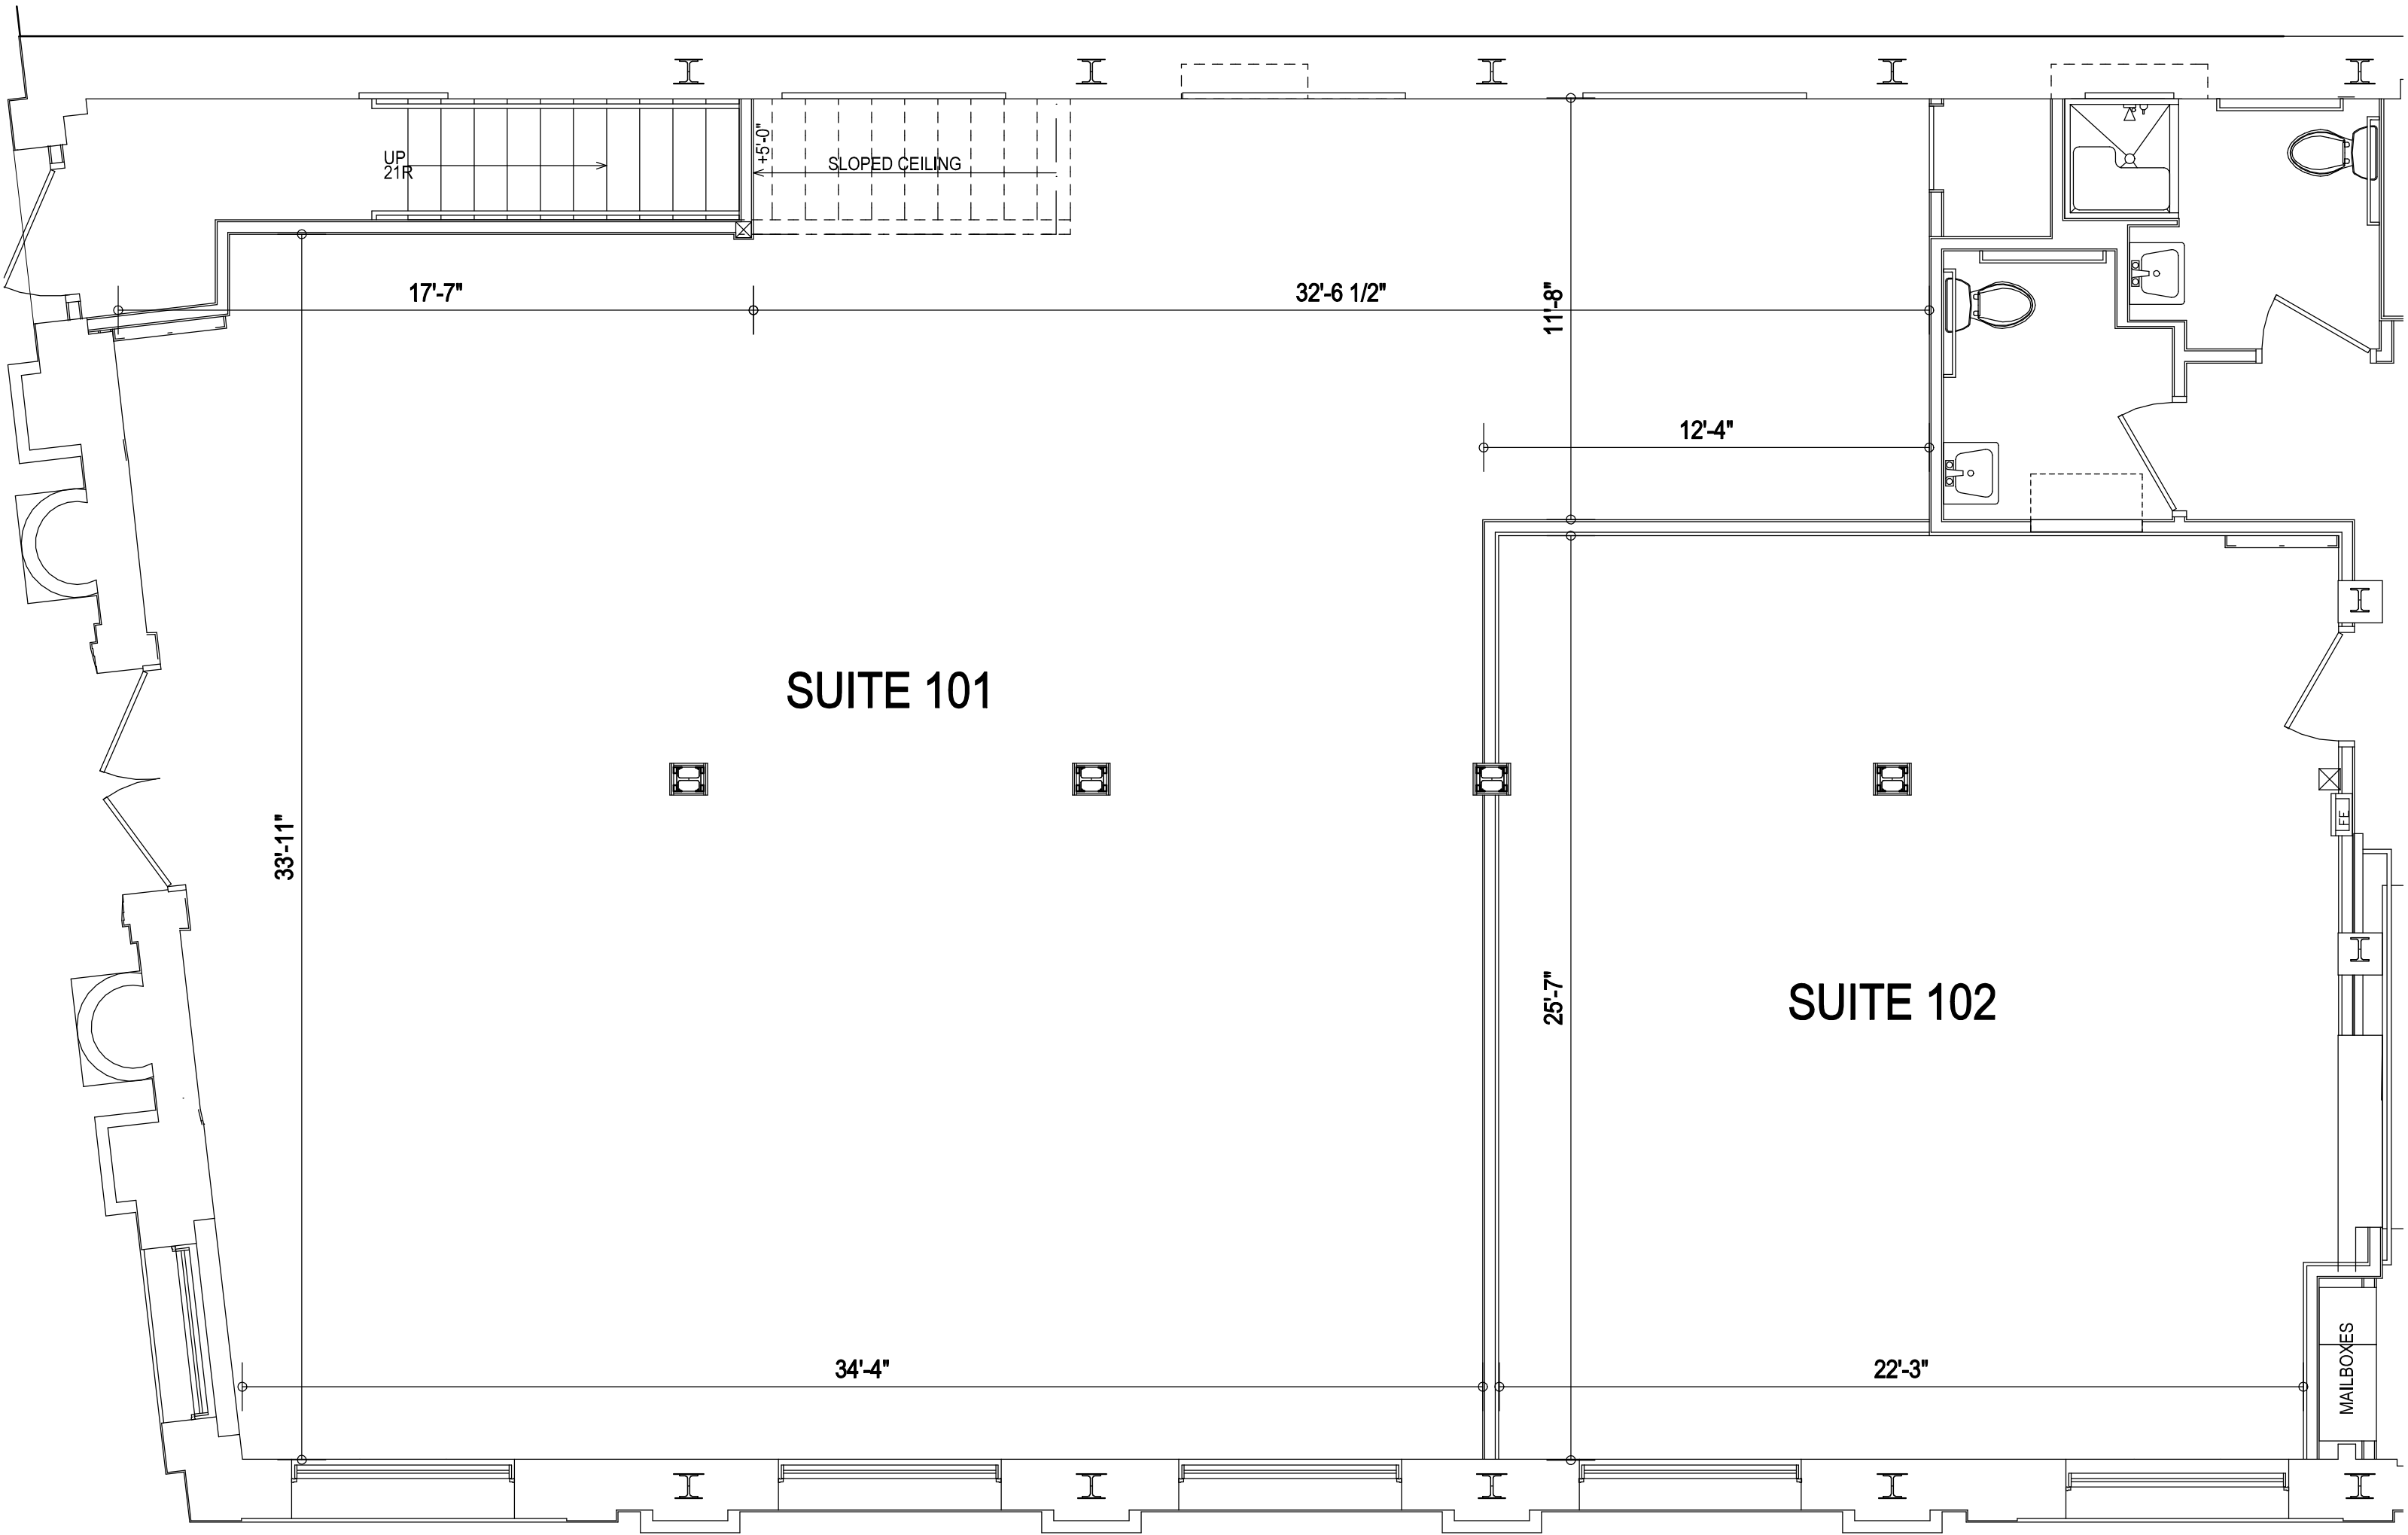 +5'-0"
UP
21R
SLOPED CEILING
17'-7"
32'-6 1/2"
11'-8"
12'-4"
SUITE 101
33'-11"
FE
25'-7"
SUITE 102
MAILBOXES
34'-4"
22'-3"